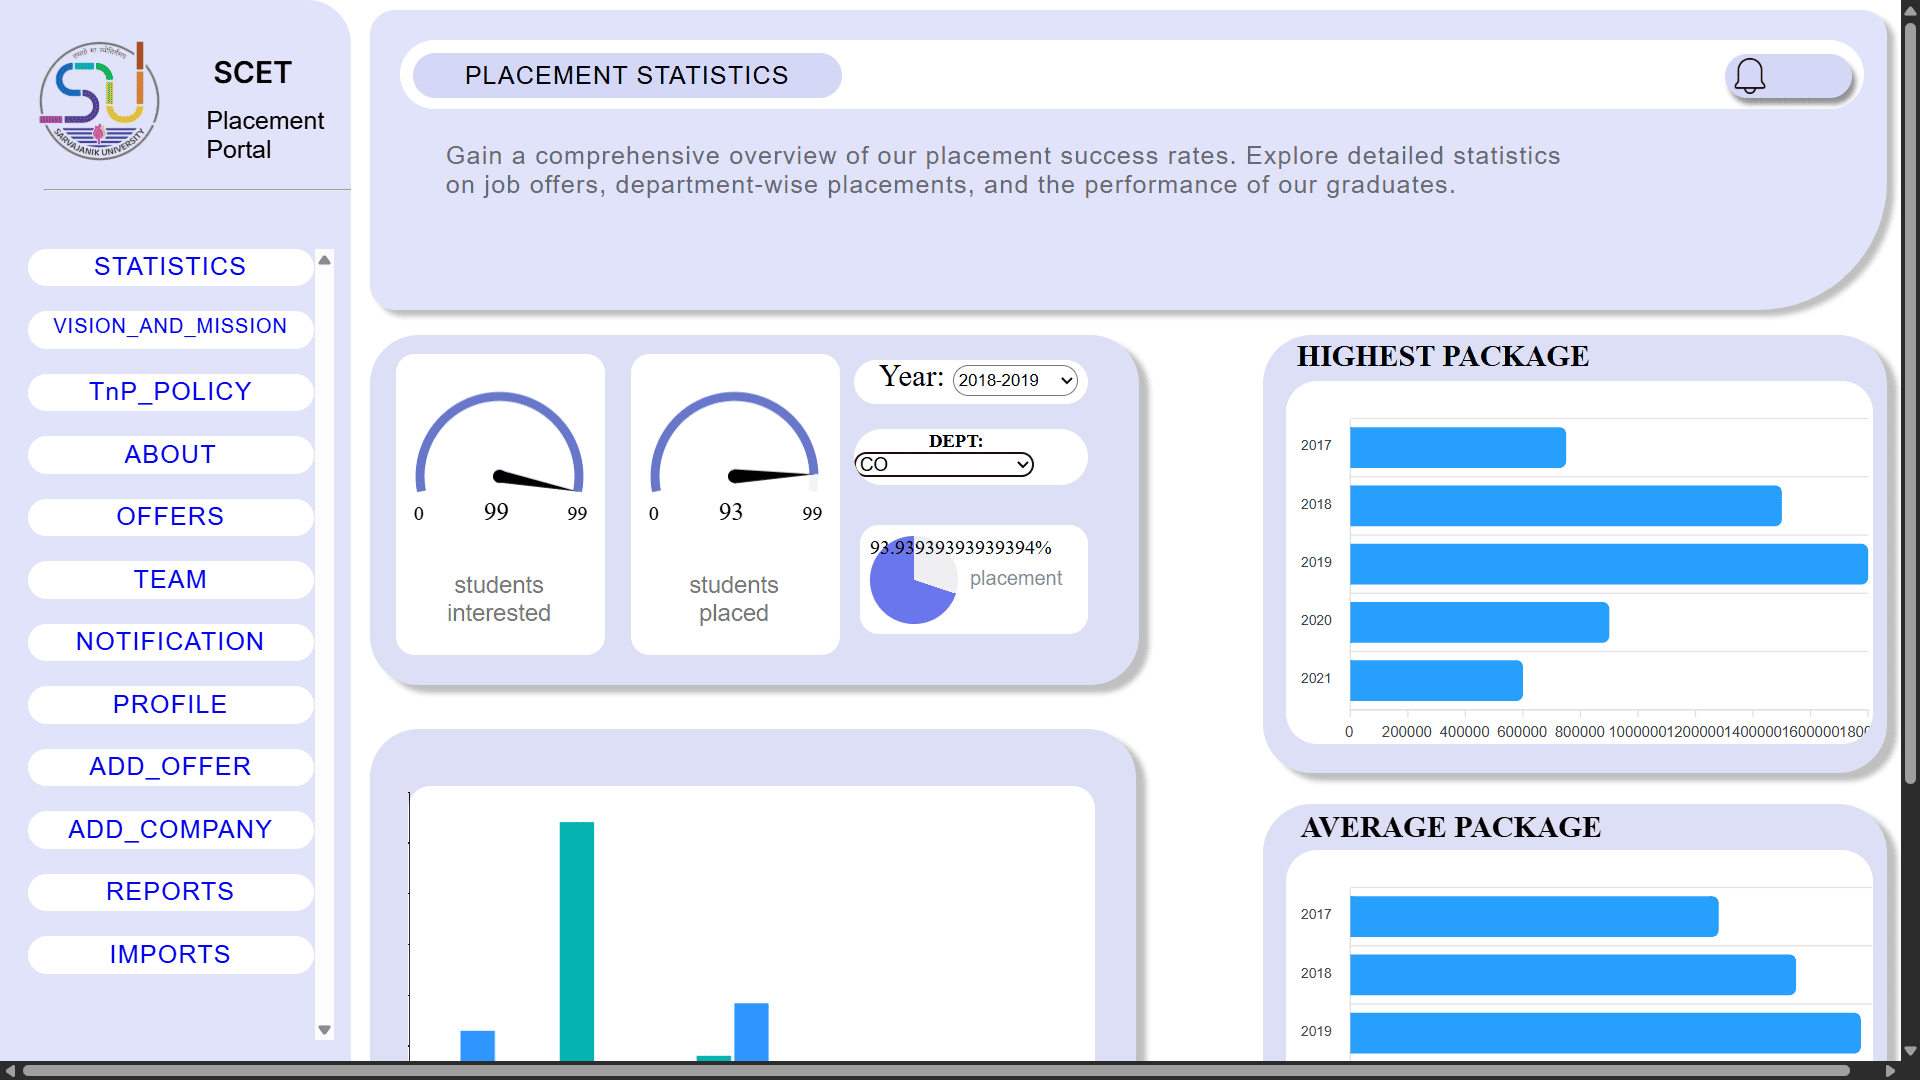 SARVAJANIK UNIVERSITY
SCET
Placement
Portal
STATISTICS
VISION_AND_MISSION
TnP_POLICY
ABOUT
OFFERS
TEAM
NOTIFICATION
PROFILE
ADD_OFFER
ADD_COMPANY
REPORTS
IMPORTS
PLACEMENT STATISTICS
Gain a comprehensive overview of our placement success rates. Explore detailed statistics
on job offers, department-wise placements, and the performance of our graduates.
0 99 99
students
interested
0 93 99
students
placed
Year: 2018-2019
DEPT:
CO
93.93939393939394%
placement
HIGHEST PACKAGE
2017
2018
2019
2020
2021
0 200000 400000 600000 800000 1000000 1200000 1400000 1600000 1800
AVERAGE PACKAGE
2017
2018
2019